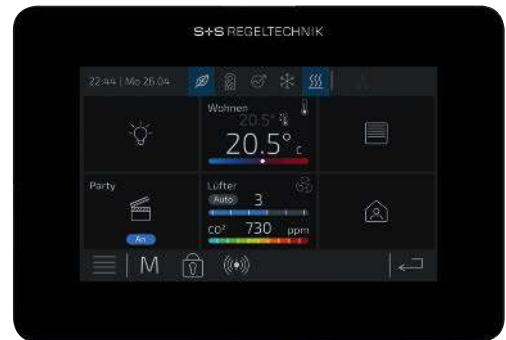 S+S REGELTECHNIK
22:44 | Mo 26.04
Wohnen
20.5°
20.5° C
Party
An
Lüfter
Auto 3
CO² 730 ppm
M